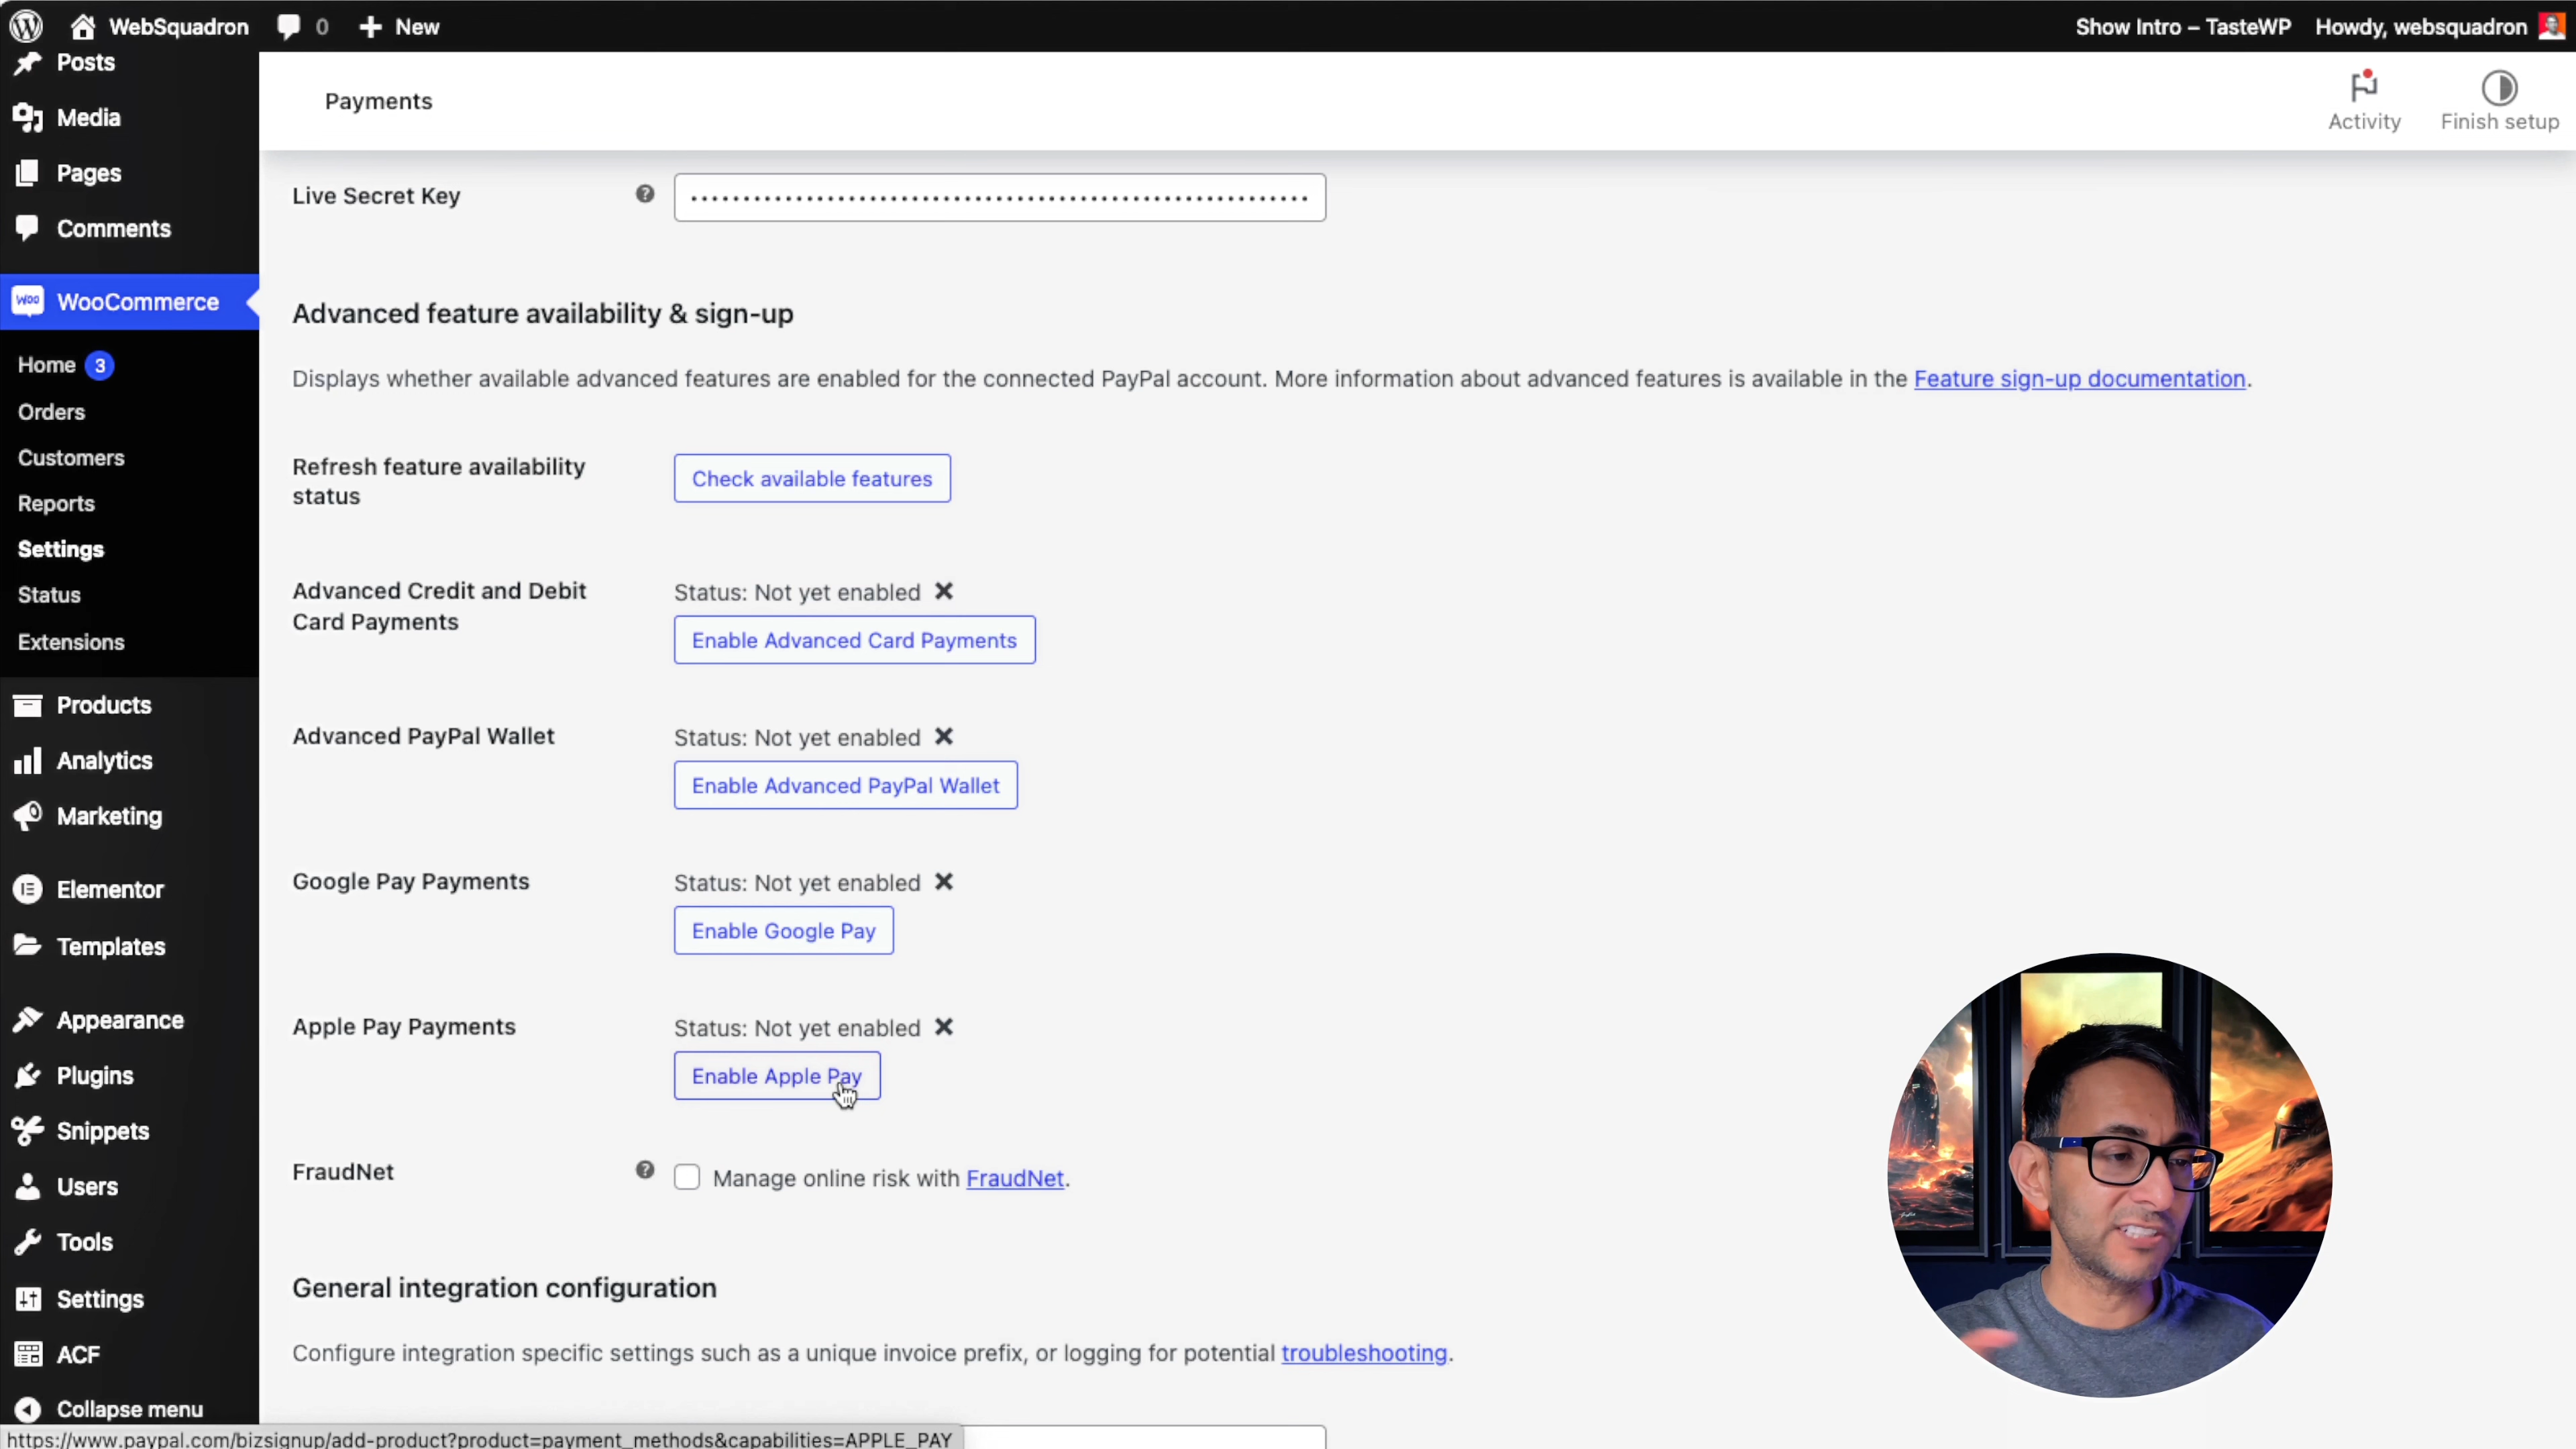 WebSquadron
0
New
Show Intro – TasteWP
Howdy, websquadron
Posts
Media
Pages
Comments
WOO
WooCommerce
Home 3
Orders
Customers
Reports
Settings
Status
Extensions
Products
Analytics
Marketing
Elementor
Templates
Appearance
Plugins
Snippets
Users
Tools
Settings
ACF
Collapse menu
Payments
Activity
Finish setup
Live Secret Key
Advanced feature availability & sign-up
Displays whether available advanced features are enabled for the connected PayPal account. More information about advanced features is available in the Feature sign-up documentation.
Refresh feature availability
status
Check available features
Advanced Credit and Debit
Card Payments
Status: Not yet enabled
Enable Advanced Card Payments
Advanced PayPal Wallet
Status: Not yet enabled
Enable Advanced PayPal Wallet
Google Pay Payments
Status: Not yet enabled
Enable Google Pay
Apple Pay Payments
Status: Not yet enabled
Enable Apple Pay
FraudNet
Manage online risk with FraudNet.
General integration configuration
Configure integration specific settings such as a unique invoice prefix, or logging for potential troubleshooting.
https://www.paypal.com/bizsignup/add-product?product=payment_methods&capabilities=APPLE_PAY